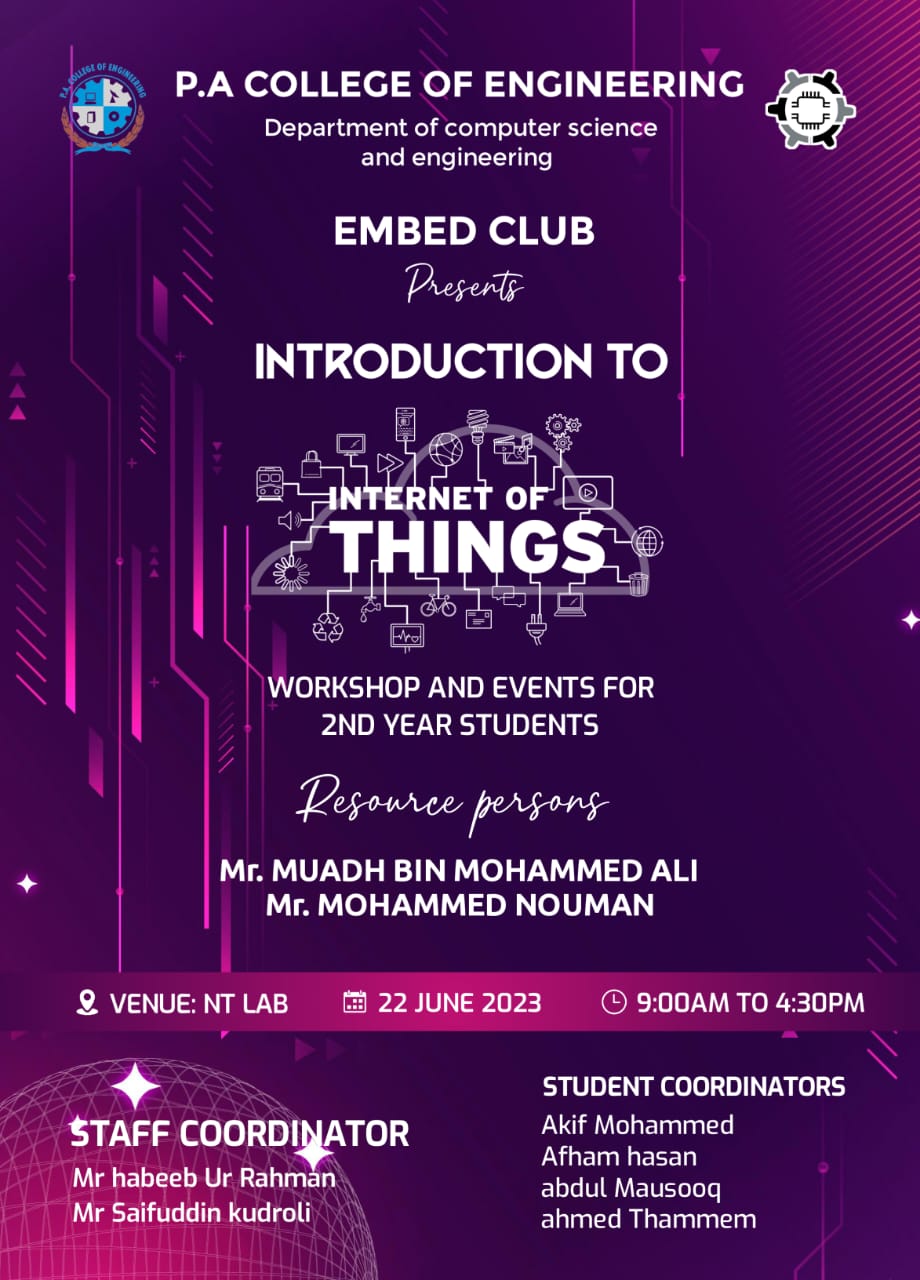 P.A. COLLEGE OF ENGINEERING
P.A COLLEGE OF ENGINEERING
Department of computer science
and engineering
EMBED CLUB
Presents
INTRODUCTION TO
INTERNET OF
THINGS
WORKSHOP AND EVENTS FOR
2ND YEAR STUDENTS
Resource persons
Mr. MUADH BIN MOHAMMED ALI
Mr. MOHAMMED NOUMAN
VENUE: NT LAB
22 JUNE 2023
9:00AM TO 4:30PM
STAFF COORDINATOR
Mr habeeb Ur Rahman
Mr Saifuddin kudroli
STUDENT COORDINATORS
Akif Mohammed
Afham hasan
abdul Mausooq
ahmed Thammem